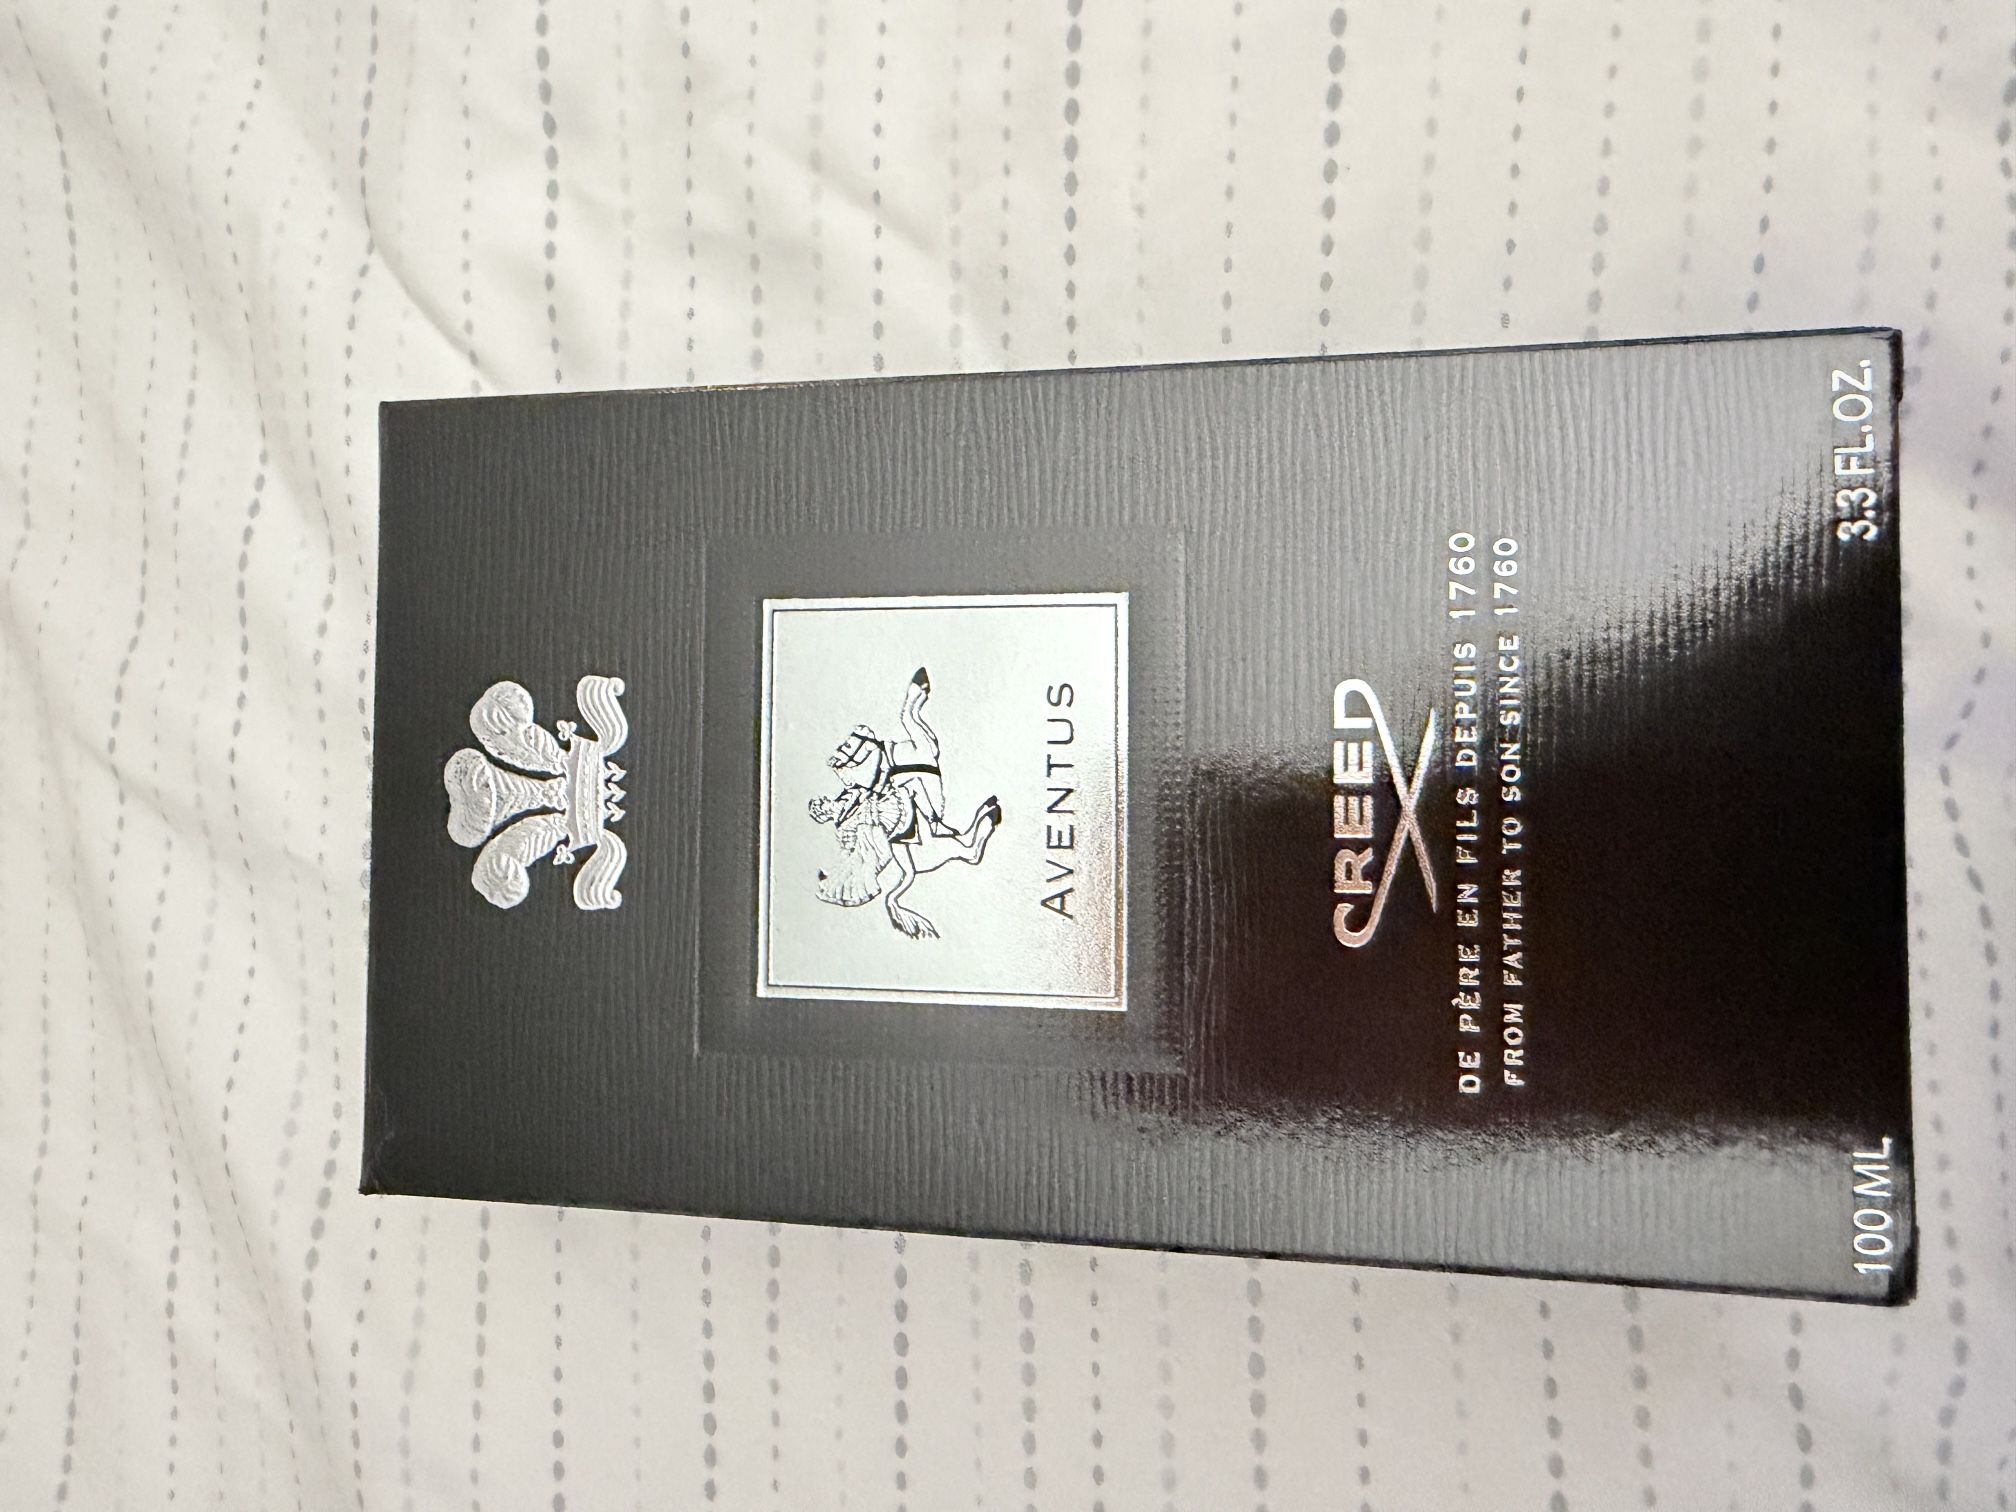 AVENTUS
CREED
DE PÈRE EN FILS DEPUIS 1760
FROM FATHER TO SON SINCE 1760
100 ML 3.3 FL.OZ.